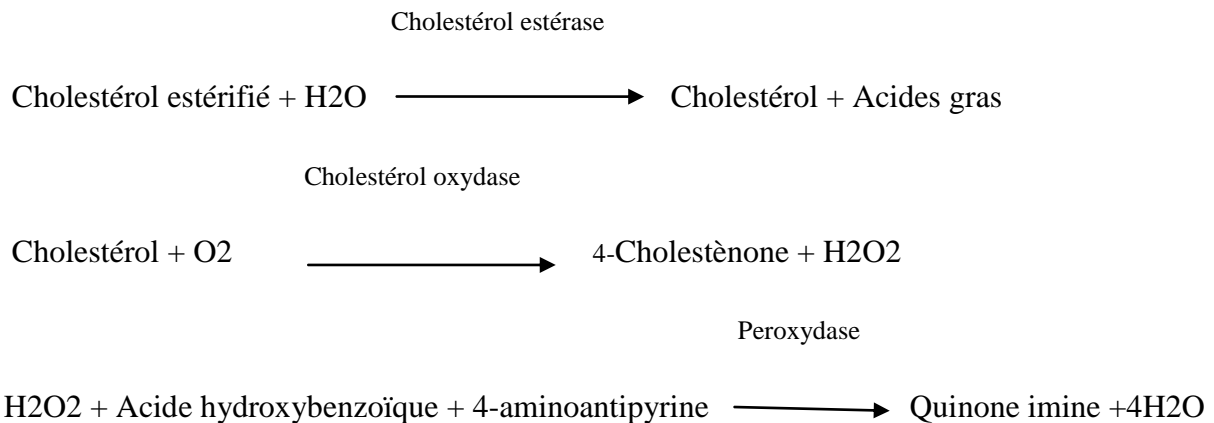 Cholestérol estérase
Cholestérol estérifié + H2O Cholestérol + Acides gras
Cholestérol oxydase
Cholestérol + O2 4-Cholestènone + H2O2
Peroxydase
H2O2 + Acide hydroxybenzoïque + 4-aminoantipyrine Quinone imine +4H2O